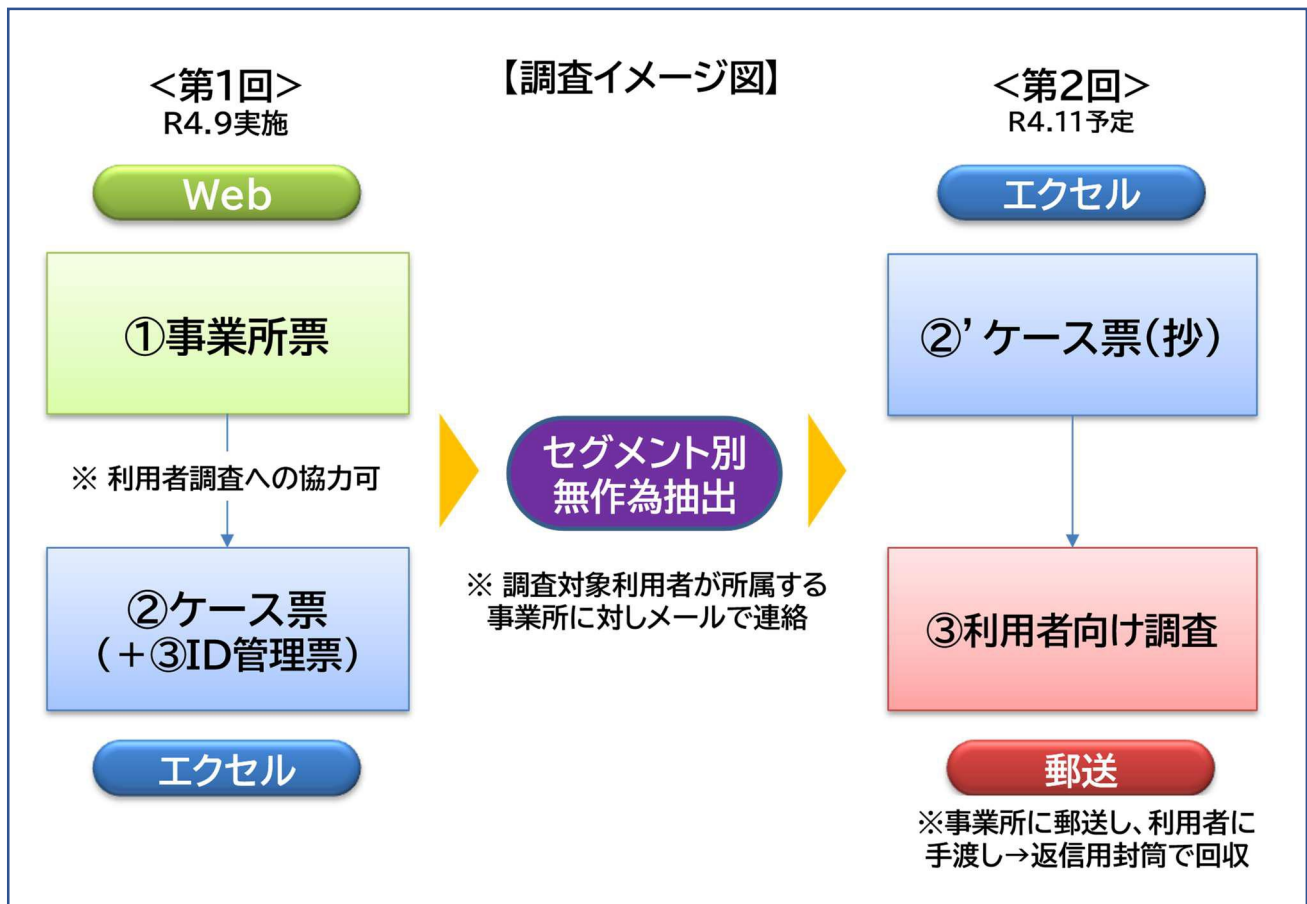 【調査イメージ図】
<第1回>
R4.9実施
Web
①事業所票
※ 利用者調査への協力可
②ケース票
(＋③ID管理票)
エクセル
セグメント別
無作為抽出
※ 調査対象利用者が所属する
事業所に対しメールで連絡
<第2回>
R4.11予定
エクセル
②’ケース票(抄)
③利用者向け調査
郵送
※事業所に郵送し、利用者に
手渡し→返信用封筒で回収